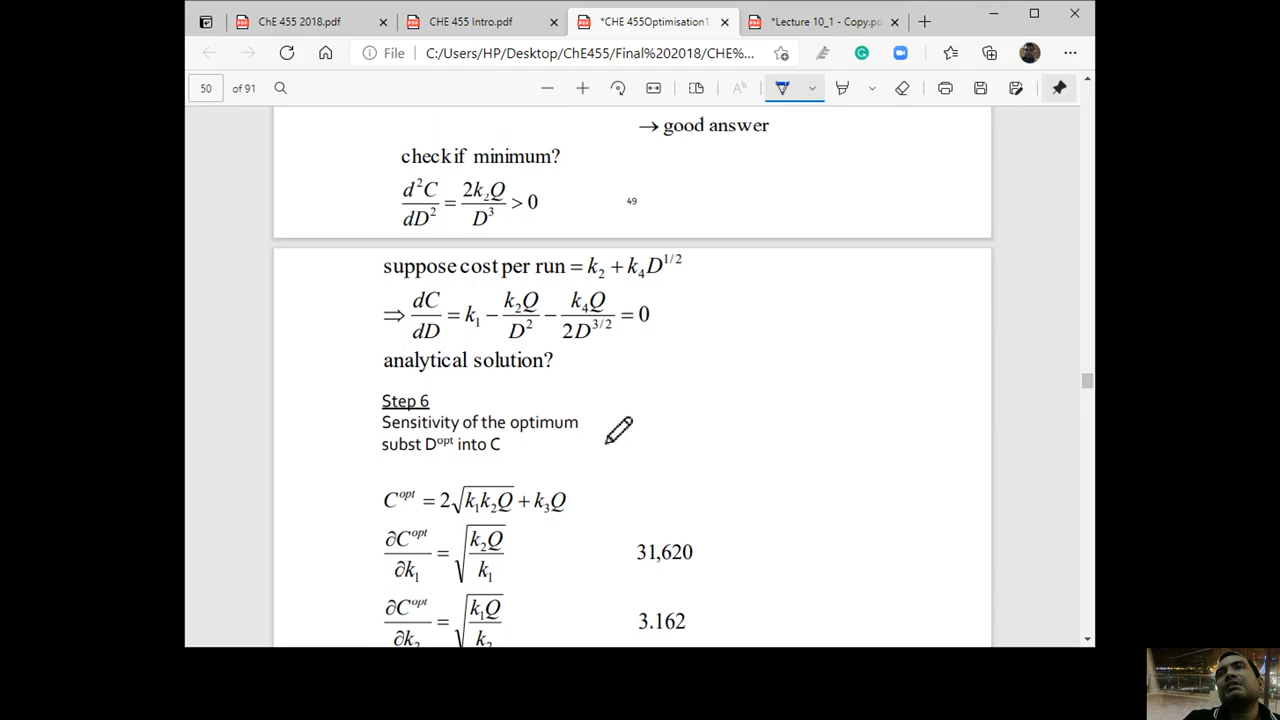 ChE 455 2018.pdf
CHE 455 Intro.pdf
*CHE 455Optimisation1.
*Lecture 10_1 - Copy.pd
File
C:/Users/HP/Desktop/ChE455/Final%202018/CHE%...
50 of 91
→ good answer
check if minimum?
d²C/dD² = 2k₂Q/D³ > 0
49
suppose cost per run = k₂ + k₄D^1/2
⇒ dC/dD = k₁ − k₂Q/D² − k₄Q/2D^3/2 = 0
analytical solution?
Step 6
Sensitivity of the optimum
subst D^opt into C
C^opt = 2√k₁k₂Q + k₃Q
∂C^opt/∂k₁ = √k₂Q/k₁ 31,620
∂C^opt/∂k₂ = √k₁Q/k₂ 3.162